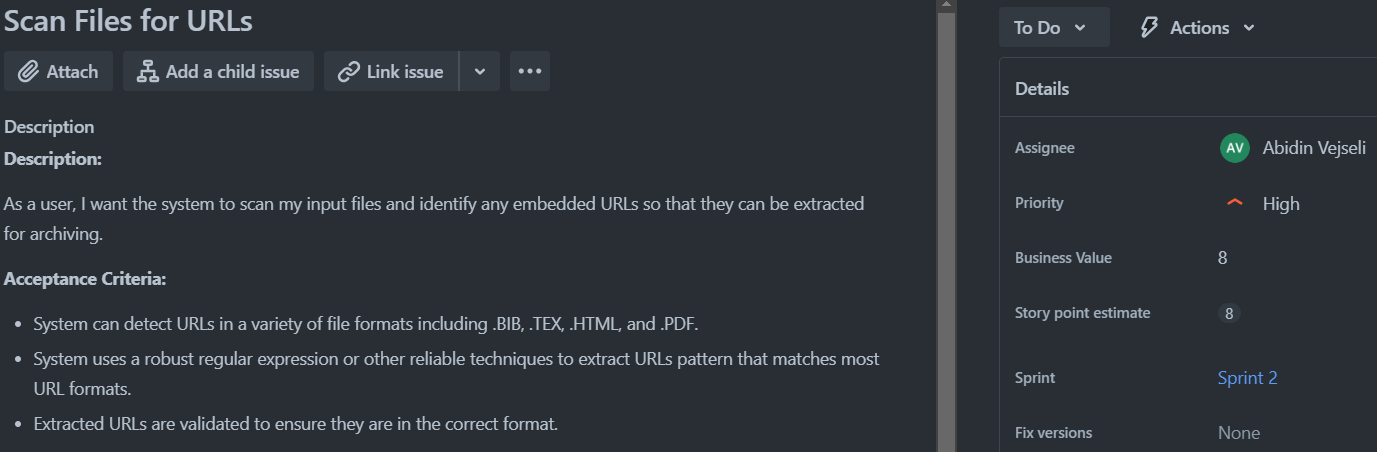 Scan Files for URLs
Attach
Add a child issue
Link issue
Description
Description:
As a user, I want the system to scan my input files and identify any embedded URLs so that they can be extracted
for archiving.
Acceptance Criteria:
• System can detect URLs in a variety of file formats including .BIB, .TEX, .HTML, and .PDF.
• System uses a robust regular expression or other reliable techniques to extract URLs pattern that matches most
URL formats.
• Extracted URLs are validated to ensure they are in the correct format.
To Do
Actions
Details
Assignee
AV Abidin Vejseli
Priority
High
Business Value
8
Story point estimate
8
Sprint
Sprint 2
Fix versions
None